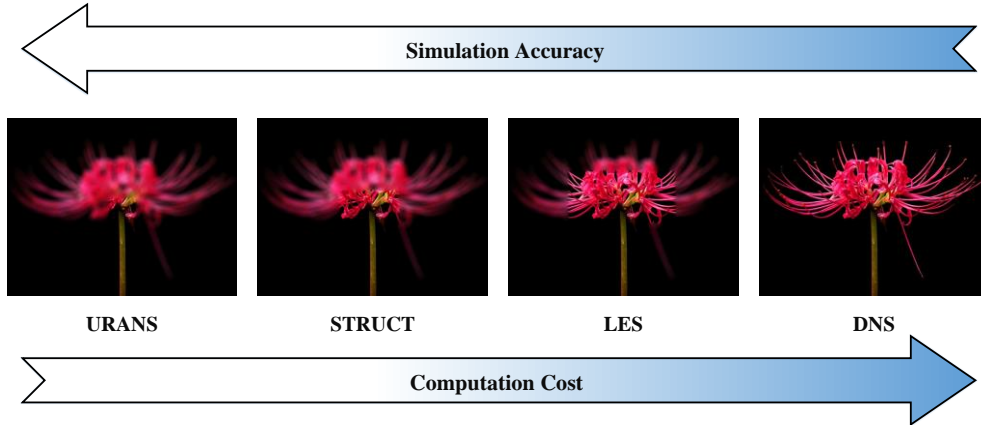 Simulation Accuracy
URANS
STRUCT
LES
DNS
Computation Cost